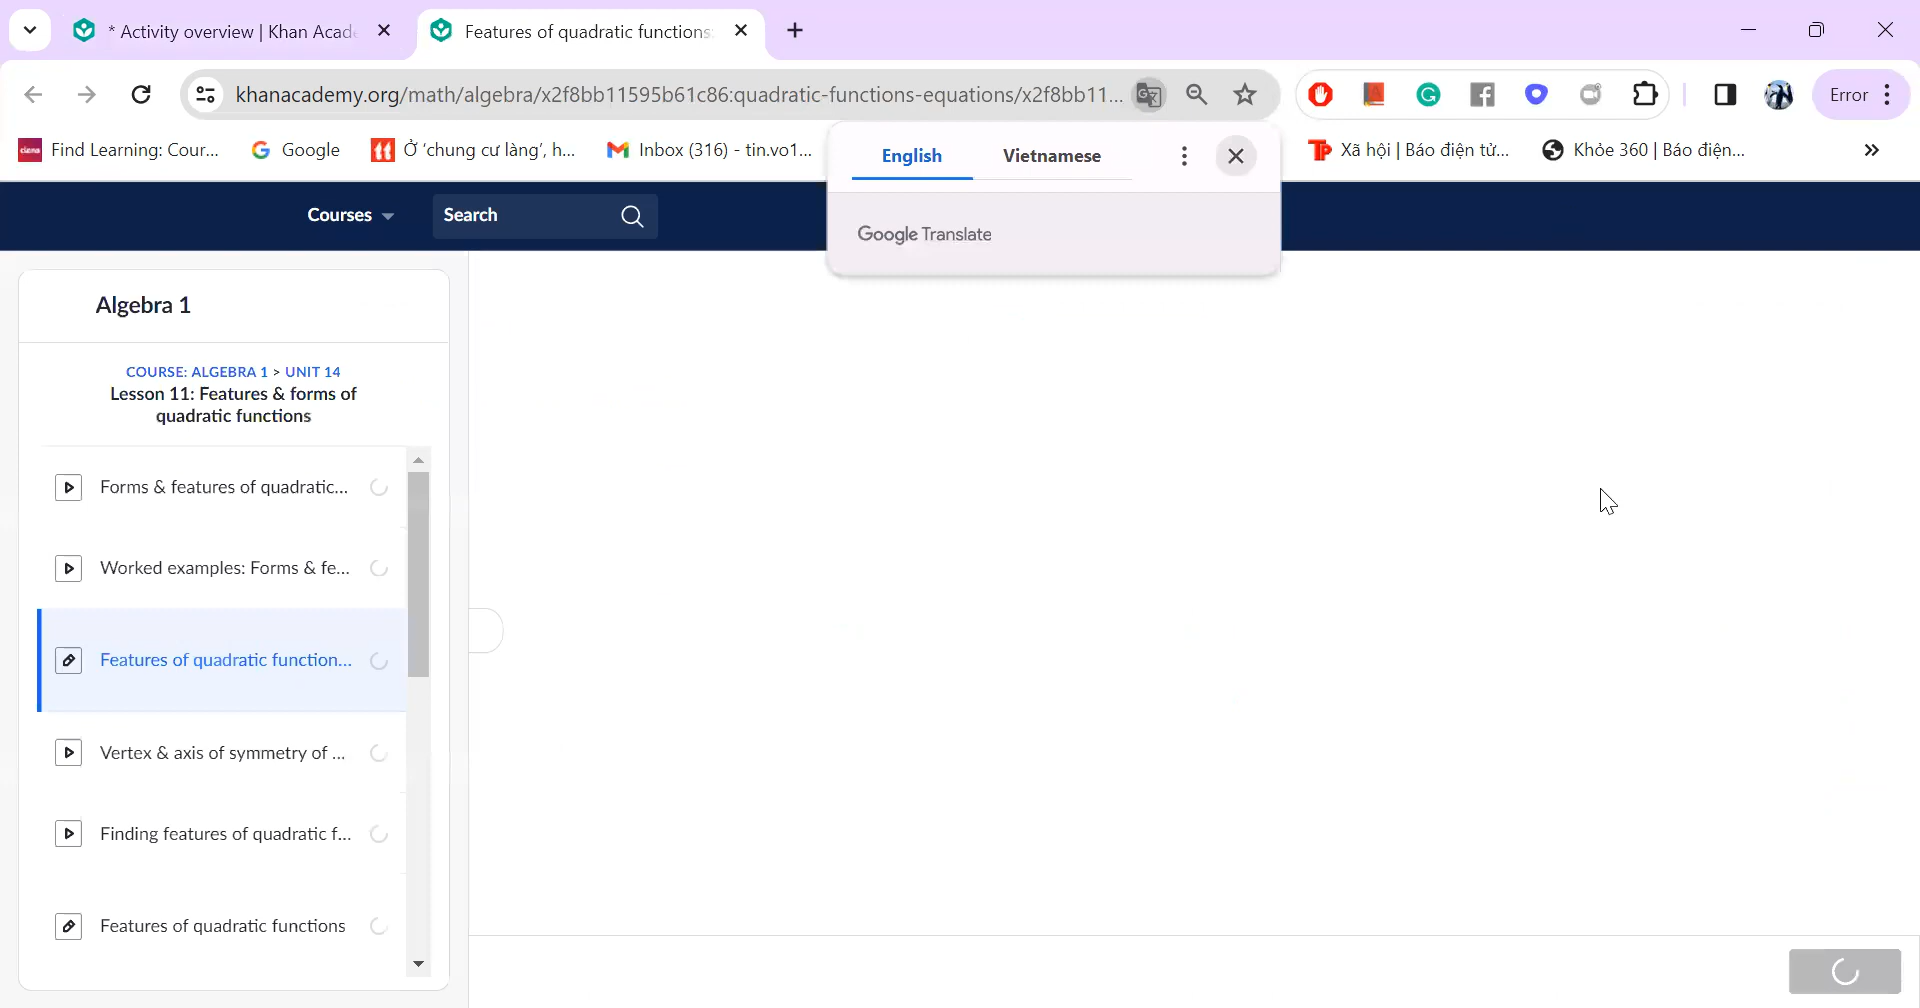 * Activity overview | Khan Acade
Features of quadratic functions:
khanacademy.org/math/algebra/x2f8bb11595b61c86:quadratic-functions-equations/x2f8bb11...
Error
Find Learning: Cour...
Google
Ở 'chung cư làng', h...
Inbox (316) - tin.vo1...
English
Vietnamese
Xã hội | Báo điện tử...
Khỏe 360 | Báo điện...
Courses
Search
Google Translate
Algebra 1
COURSE: ALGEBRA 1 > UNIT 14
Lesson 11: Features & forms of
quadratic functions
Forms & features of quadratic...
Worked examples: Forms & fe...
Features of quadratic function...
Vertex & axis of symmetry of ...
Finding features of quadratic f...
Features of quadratic functions